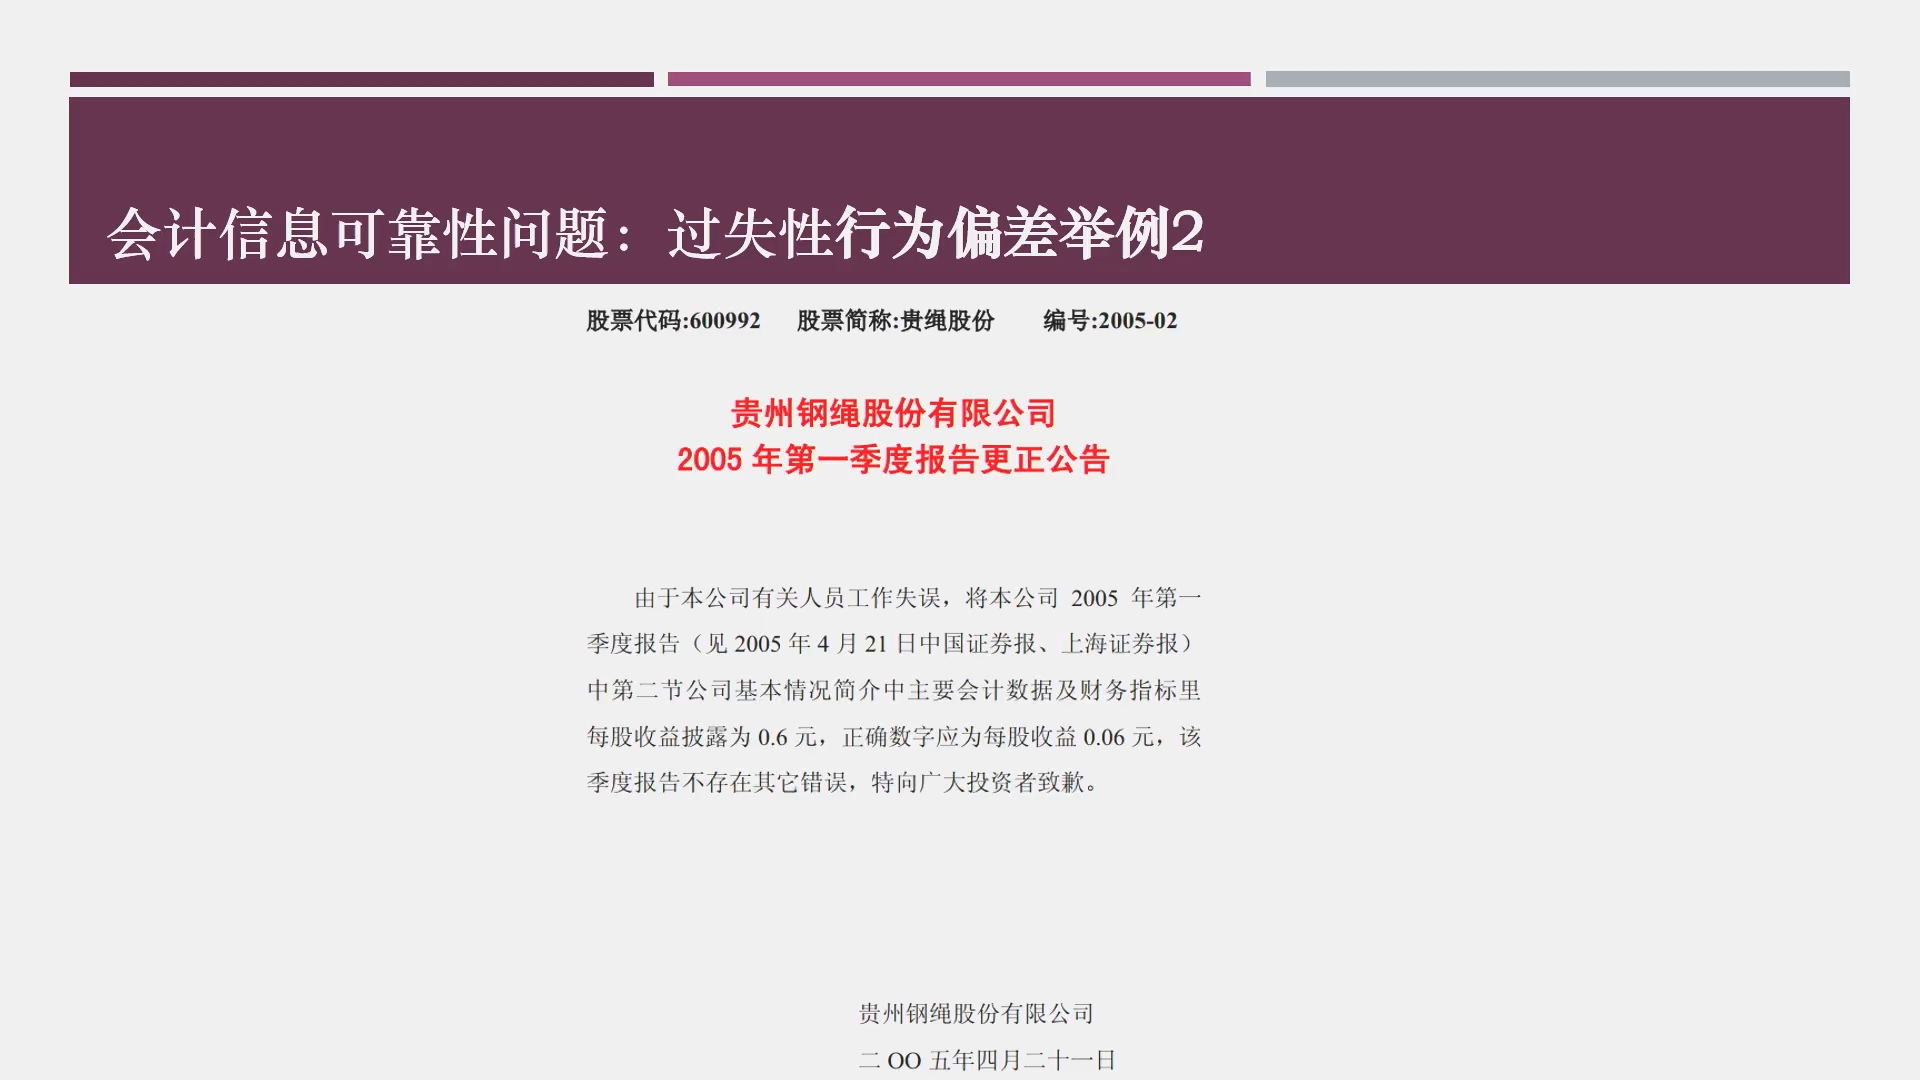 会计信息可靠性问题：过失性行为偏差举例2
股票代码:600992 股票简称:贵绳股份 编号:2005-02
贵州钢绳股份有限公司
2005 年第一季度报告更正公告
由于本公司有关人员工作失误，将本公司 2005 年第一
季度报告（见 2005 年 4 月 21 日中国证券报、上海证券报）
中第二节公司基本情况简介中主要会计数据及财务指标里
每股收益披露为 0.6 元，正确数字应为每股收益 0.06 元，该
季度报告不存在其它错误，特向广大投资者致歉。
贵州钢绳股份有限公司
二 OO 五年四月二十一日